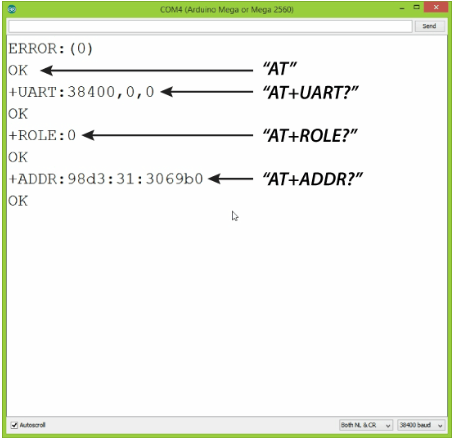 COM4 (Arduino Mega or Mega 2560)
Send
ERROR:(0)
OK "AT"
+UART:38400,0,0 "AT+UART?"
OK
+ROLE:0 "AT+ROLE?"
OK
+ADDR:98d3:31:3069b0 "AT+ADDR?"
OK
Autoscroll Both NL & CR 38400 baud